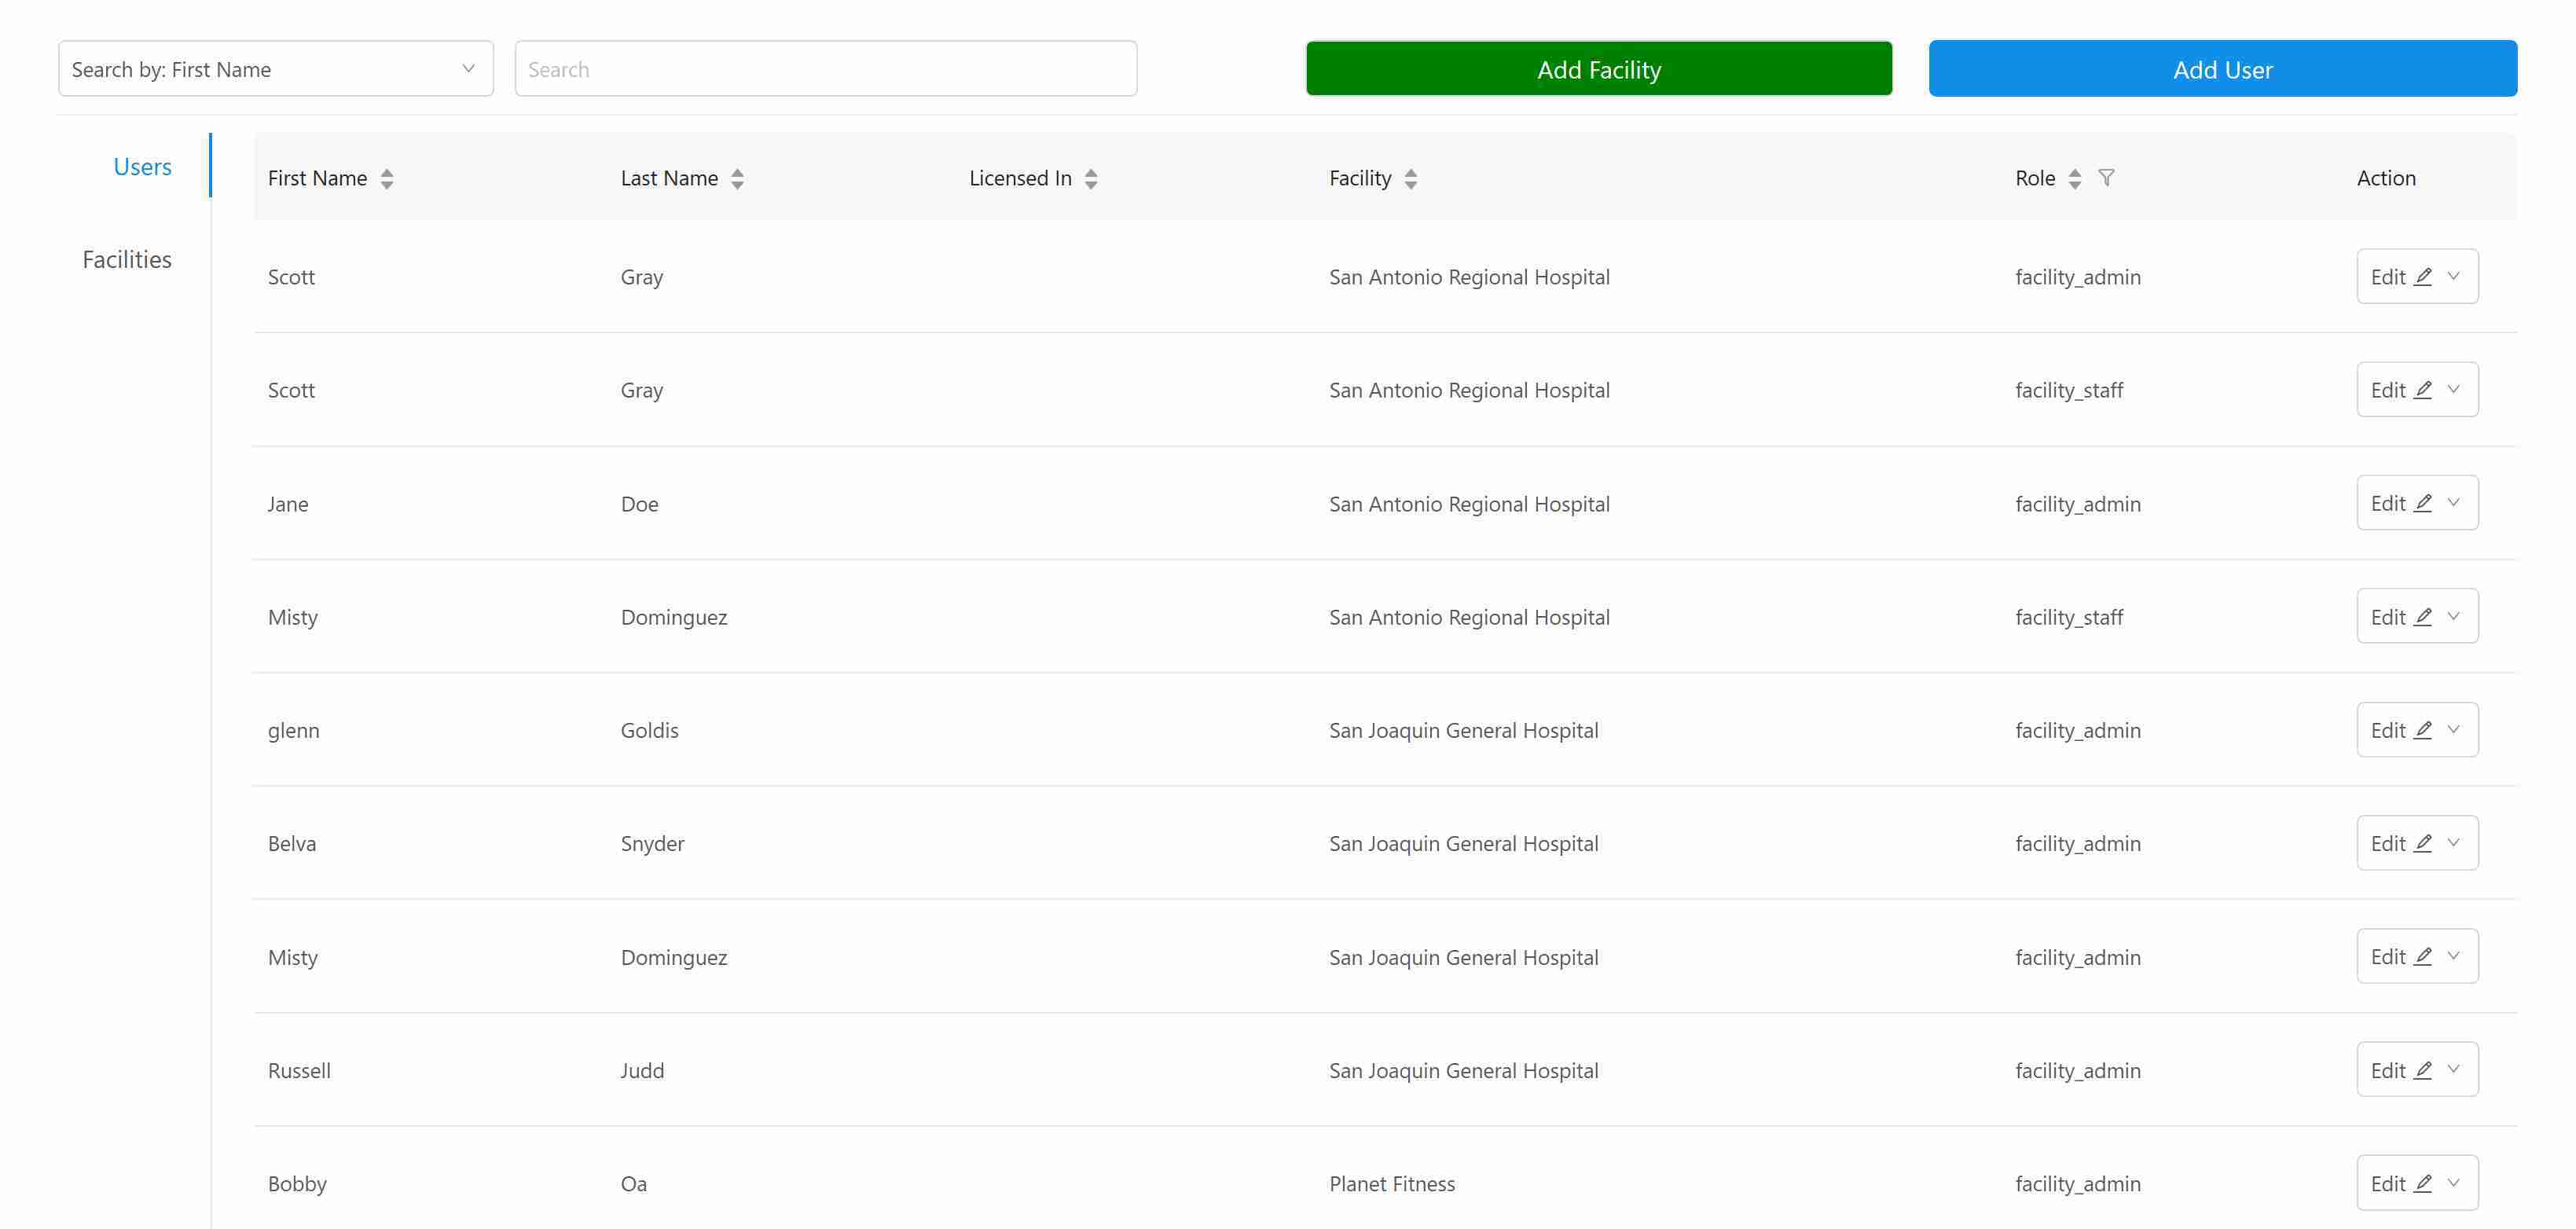 Search by: First Name Search Add Facility Add User
Users
Facilities
First Name Last Name Licensed In Facility Role Action
Scott Gray San Antonio Regional Hospital facility_admin Edit
Scott Gray San Antonio Regional Hospital facility_staff Edit
Jane Doe San Antonio Regional Hospital facility_admin Edit
Misty Dominguez San Antonio Regional Hospital facility_staff Edit
glenn Goldis San Joaquin General Hospital facility_admin Edit
Belva Snyder San Joaquin General Hospital facility_admin Edit
Misty Dominguez San Joaquin General Hospital facility_admin Edit
Russell Judd San Joaquin General Hospital facility_admin Edit
Bobby Oa Planet Fitness facility_admin Edit